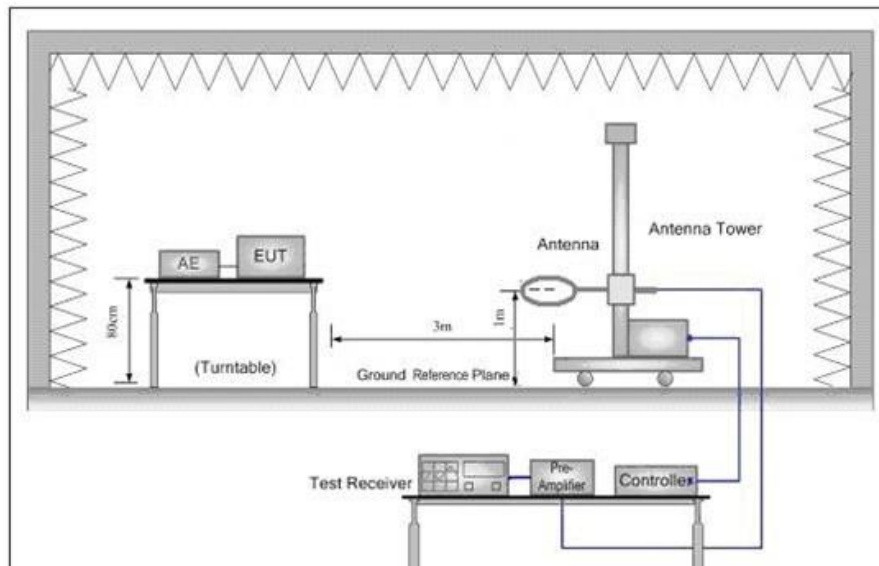 Antenna Tower
Antenna
EUT
AE
80cm
3m
1m
(Turntable)
Ground Reference Plane
Test Receiver
Pre-
Amplifier
Controller